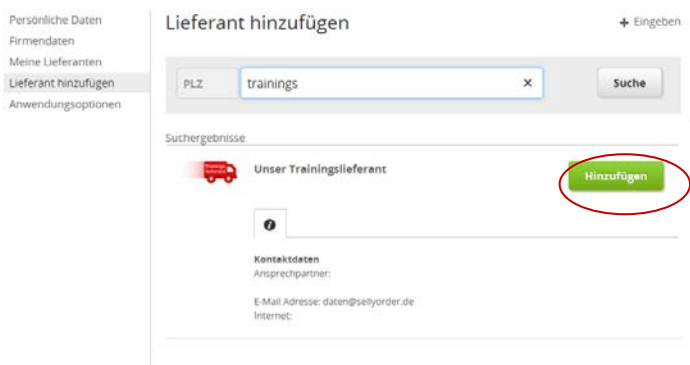 Persönliche Daten
Firmendaten
Meine Lieferanten
Lieferant hinzufügen
Anwendungsoptionen
Lieferant hinzufügen
+ Eingeben
PLZ
trainings
×
Suche
Suchergebnisse
Unser Trainingslieferant
Hinzufügen
Kontaktdaten
Ansprechpartner:
E-Mail Adresse: daten@sellyorder.de
Internet: